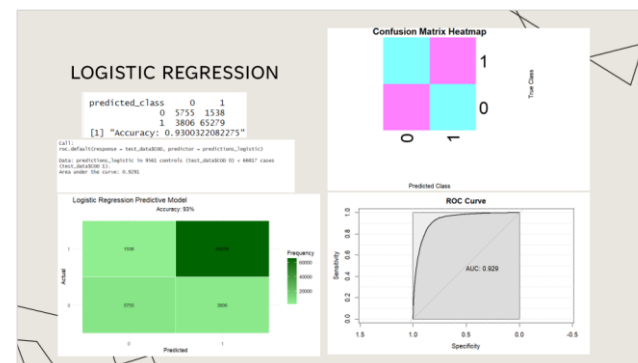 LOGISTIC REGRESSION
predicted_class 0 1
0 5755 1538
1 3806 65279
[1] "Accuracy: 0.9300322082275"
Call:
roc.default(response = test_data$COD, predictor = predictions_logistic)
Data: predictions_logistic in 9561 controls (test_data$COD 0) < 66817 cases
(test_data$COD 1).
Area under the curve: 0.9291
Logistic Regression Predictive Model
Accuracy: 93%
Actual
1
0
1538
5755
3806
0
1
Predicted
Frequency
60000
40000
20000
Confusion Matrix Heatmap
1
0
True Class
0
1
Predicted Class
ROC Curve
Sensitivity
1.0
0.8
0.6
0.4
0.2
0.0
AUC: 0.929
1.5
1.0
0.5
0.0
-0.5
Specificity